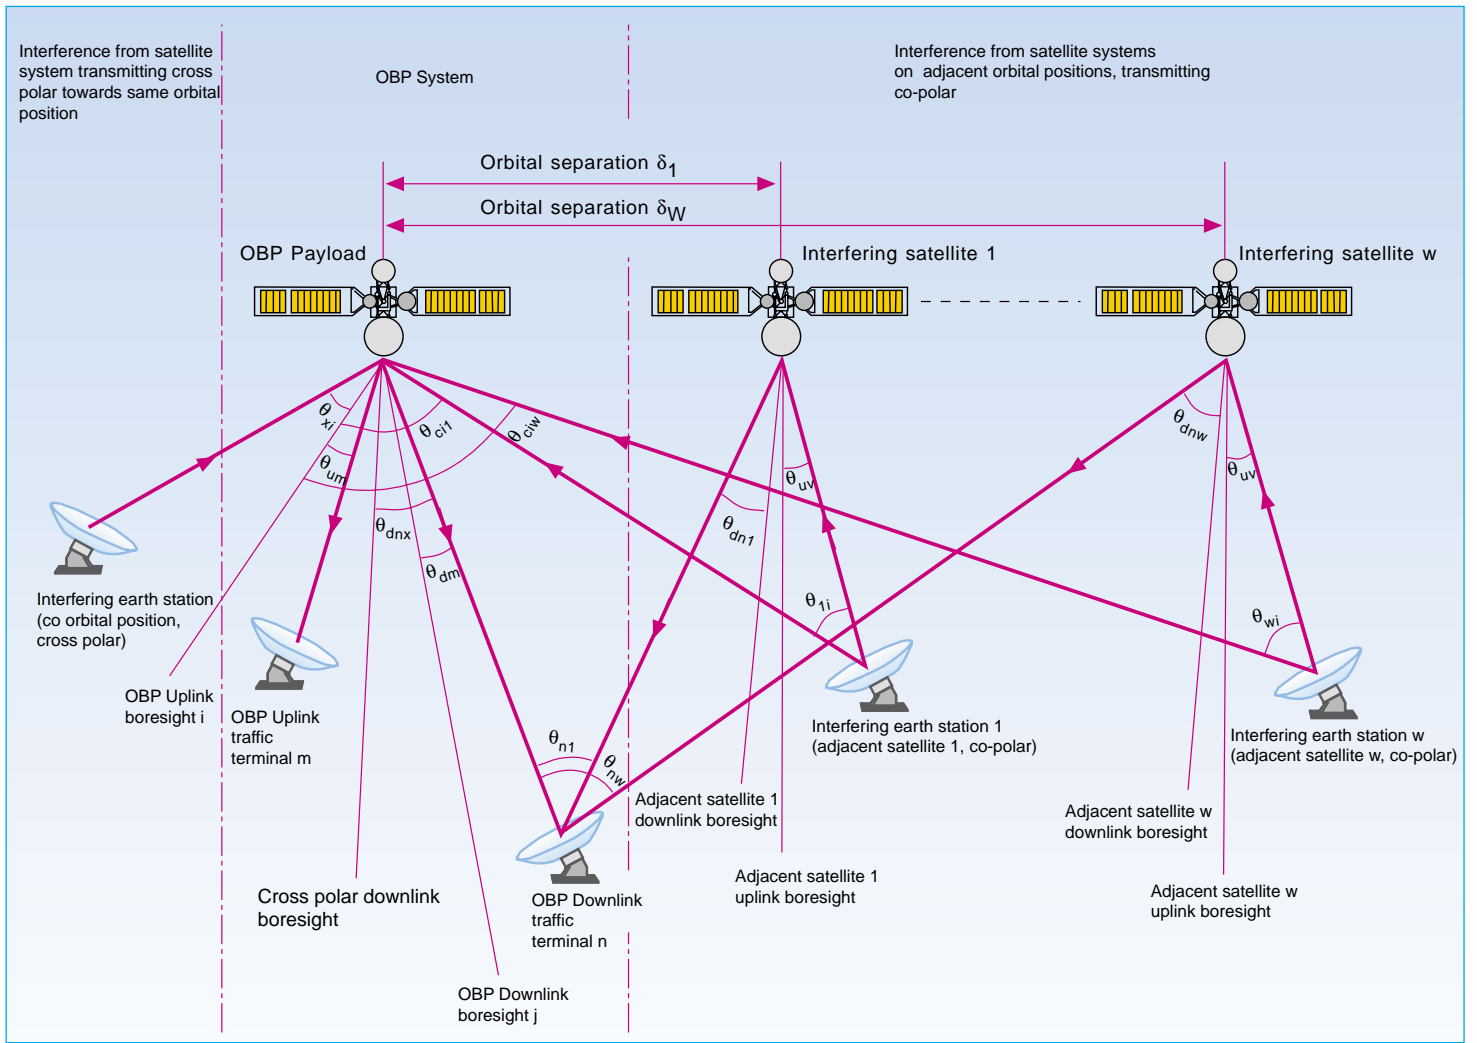 Interference from satellite
system transmitting cross
polar towards same orbital
position
OBP System
Interference from satellite systems
on adjacent orbital positions, transmitting
co-polar
Orbital separation δ1
Orbital separation δW
OBP Payload
Interfering satellite 1
Interfering satellite w
θxi
θci1
θciw
θum
θdnx
θdm
θuv
θdn1
θdnw
θuv
θ1i
θwi
θn1
θnw
Interfering earth station
(co orbital position,
cross polar)
OBP Uplink
boresight i
OBP Uplink
traffic
terminal m
Interfering earth station 1
(adjacent satellite 1, co-polar)
Interfering earth station w
(adjacent satellite w, co-polar)
Adjacent satellite 1
downlink boresight
Adjacent satellite w
downlink boresight
Adjacent satellite 1
uplink boresight
Adjacent satellite w
uplink boresight
Cross polar downlink
boresight
OBP Downlink
traffic
terminal n
OBP Downlink
boresight j